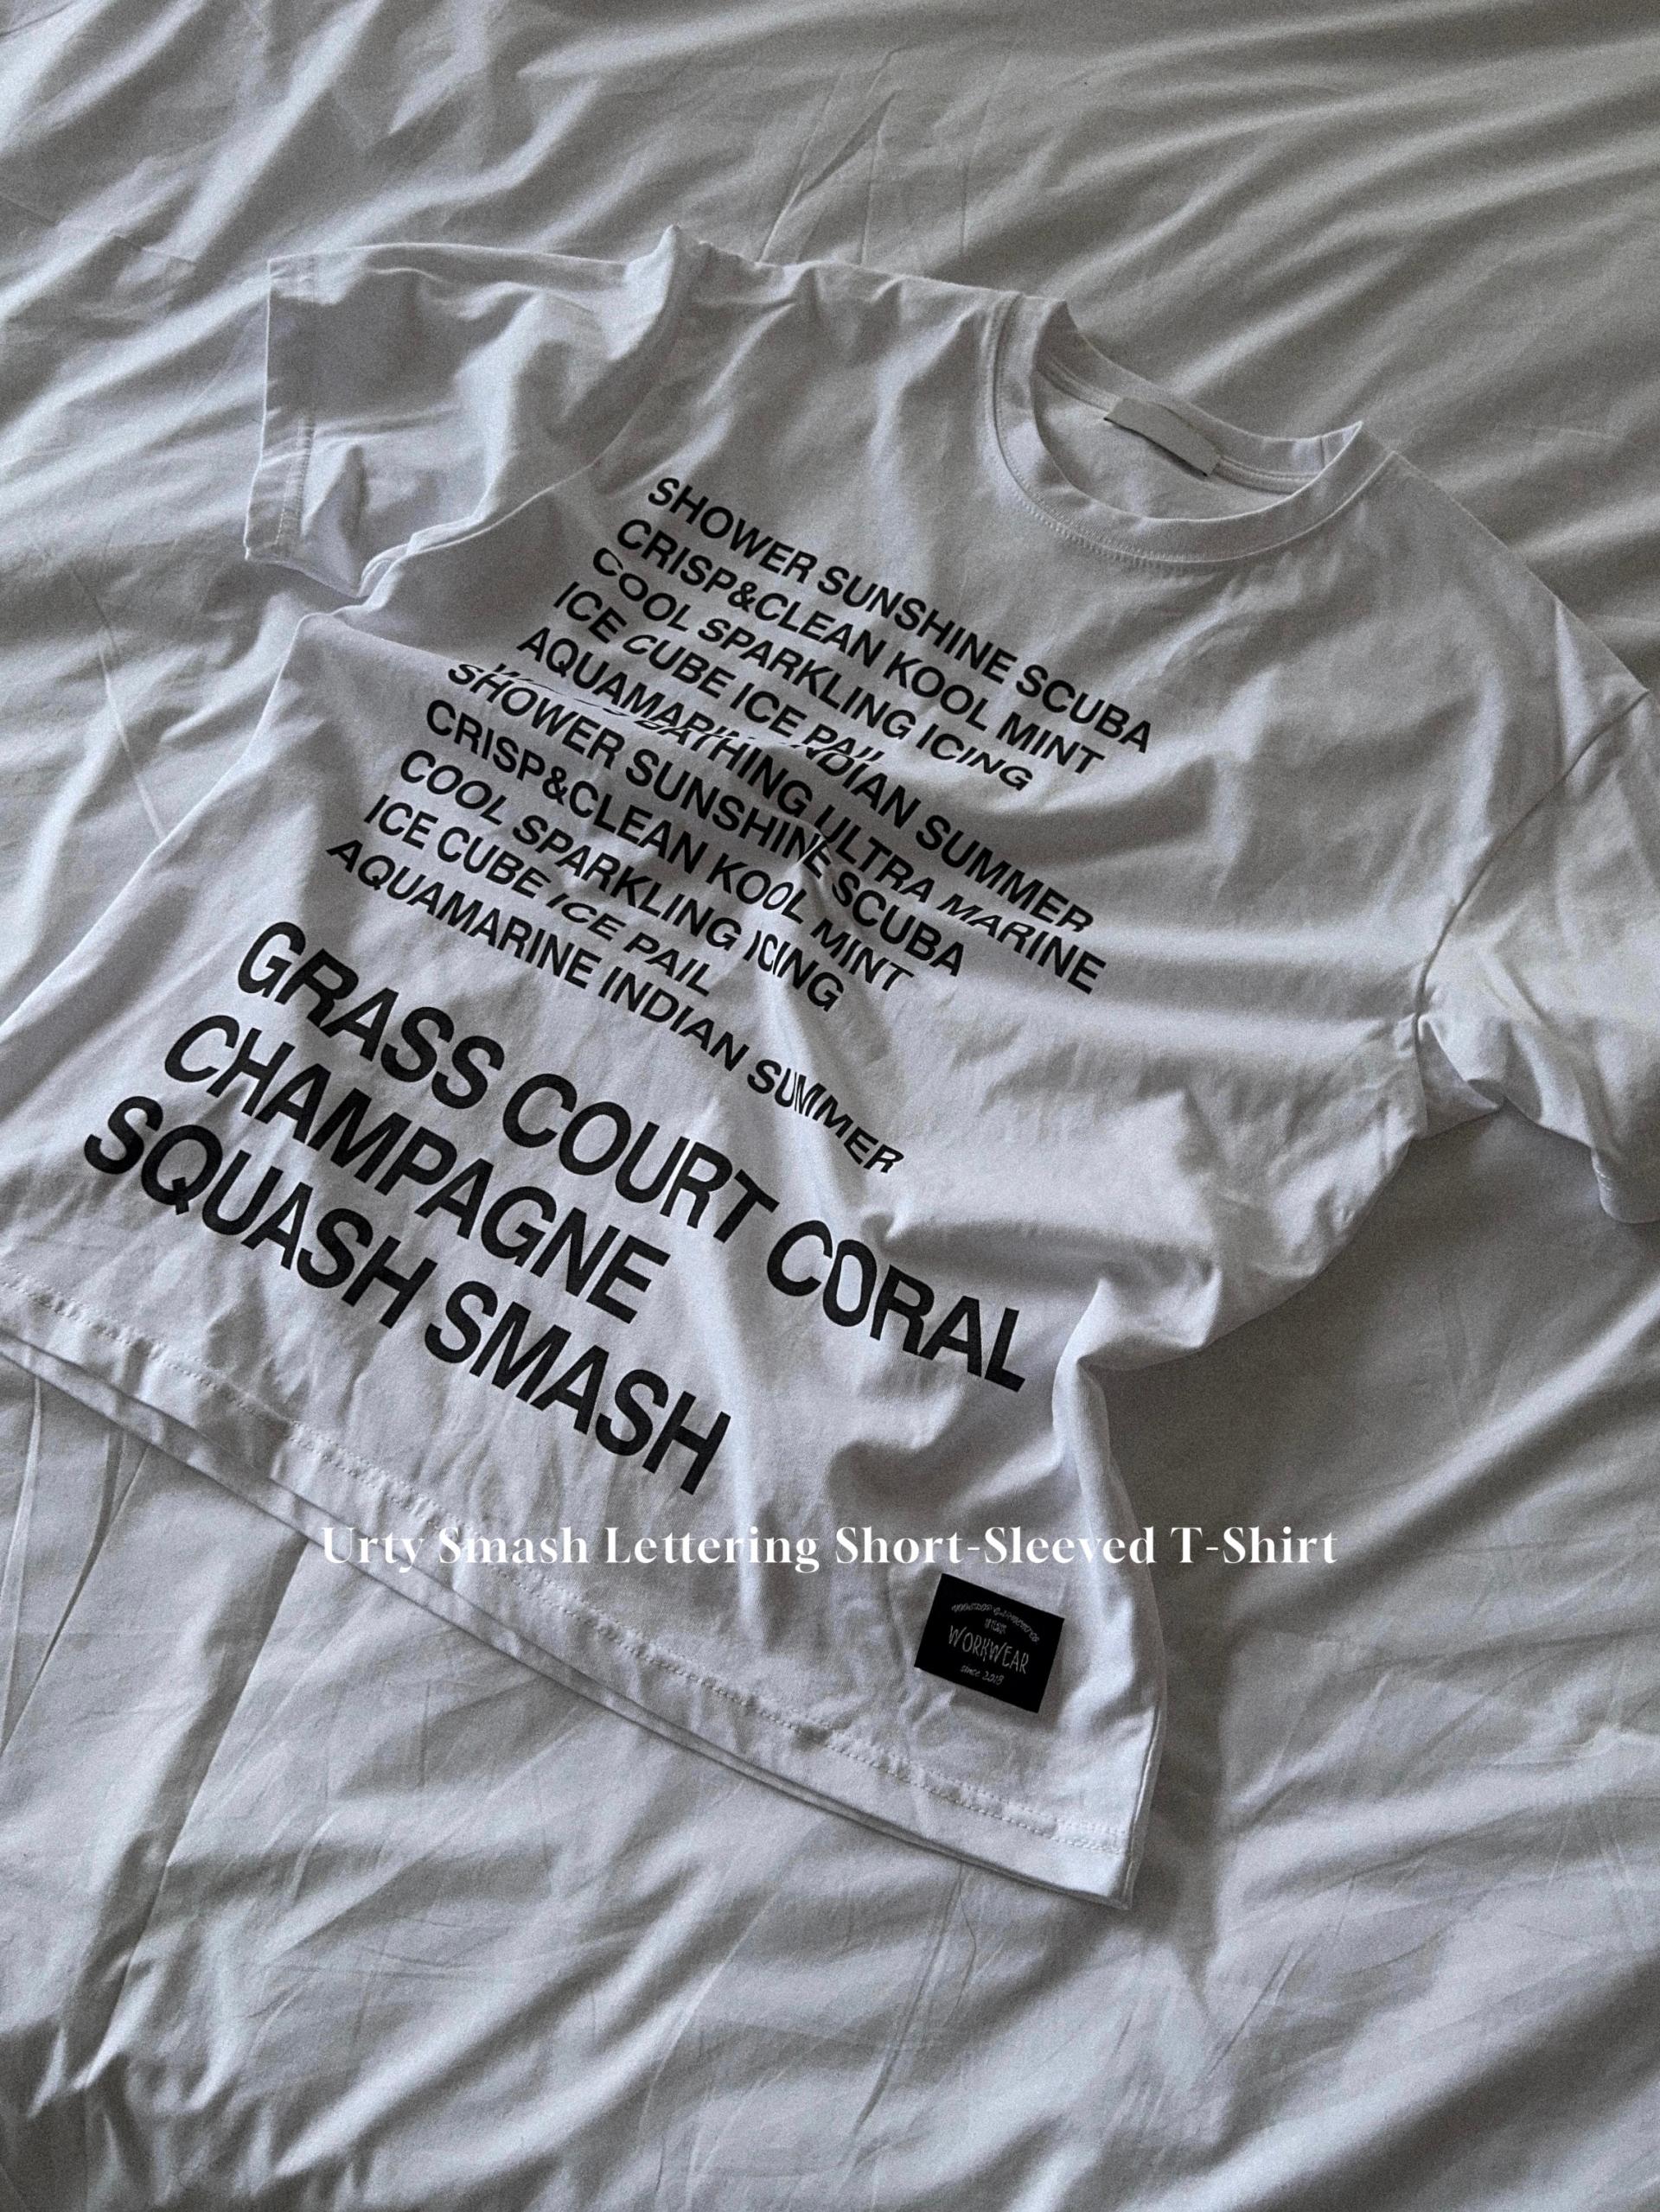 SHOWER SUNSHINE SCUBA
CRISP&CLEAN KOOL MINT
COOL SPARKLING ICING
ICE CUBE ICE PAIL
AQUAMARINE INDIAN SUMMER
BATHING ULTRA MARINE
SHOWER SUNSHINE SCUBA
CRISP&CLEAN KOOL MINT
COOL SPARKLING ICING
ICE CUBE ICE PAIL
AQUAMARINE INDIAN SUMMER
GRASS COURT CORAL
CHAMPAGNE
SQUASH SMASH
Urty Smash Lettering Short-Sleeved T-Shirt
WORKWEAR